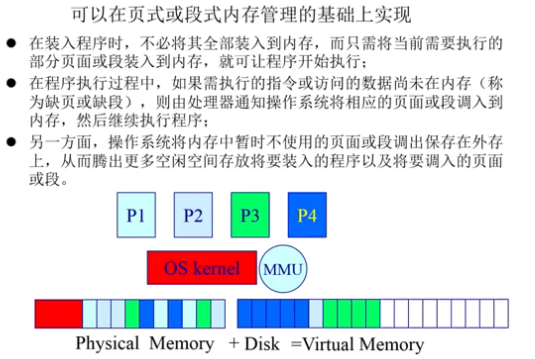 可以在页式或段式内存管理的基础上实现
● 在装入程序时，不必将其全部装入到内存，而只需将当前需要执行的
部分页面或段装入到内存，就可让程序开始执行；
● 在程序执行过程中，如果需执行的指令或访问的数据尚未在内存（称
为缺页或缺段），则由处理器通知操作系统将相应的页面或段调入到
内存，然后继续执行程序；
● 另一方面，操作系统将内存中暂时不使用的页面或段调出保存在外存
上，从而腾出更多空闲空间存放将要装入的程序以及将要调入的页面
或段。
P1 P2 P3 P4
OS kernel MMU
Physical Memory + Disk =Virtual Memory